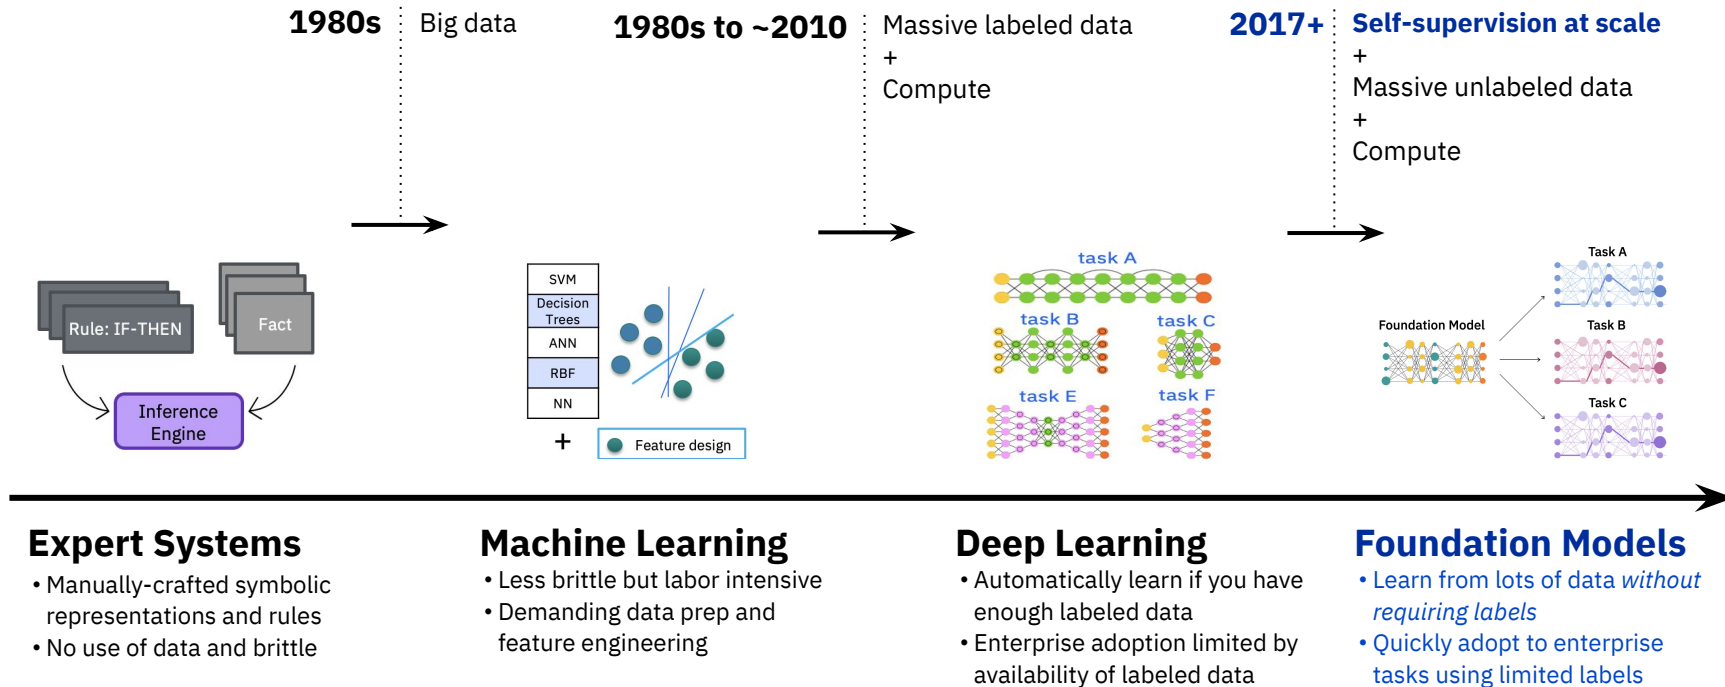 1980s
Big data
1980s to ~2010
Massive labeled data
+
Compute
2017+
Self-supervision at scale
+
Massive unlabeled data
+
Compute
Rule: IF-THEN
Fact
Inference
Engine
SVM
Decision
Trees
ANN
RBF
NN
+
Feature design
task A
task B
task C
task E
task F
Foundation Model
Task A
Task B
Task C
Expert Systems
• Manually-crafted symbolic
representations and rules
• No use of data and brittle
Machine Learning
• Less brittle but labor intensive
• Demanding data prep and
feature engineering
Deep Learning
• Automatically learn if you have
enough labeled data
• Enterprise adoption limited by
availability of labeled data
Foundation Models
• Learn from lots of data without
requiring labels
• Quickly adopt to enterprise
tasks using limited labels